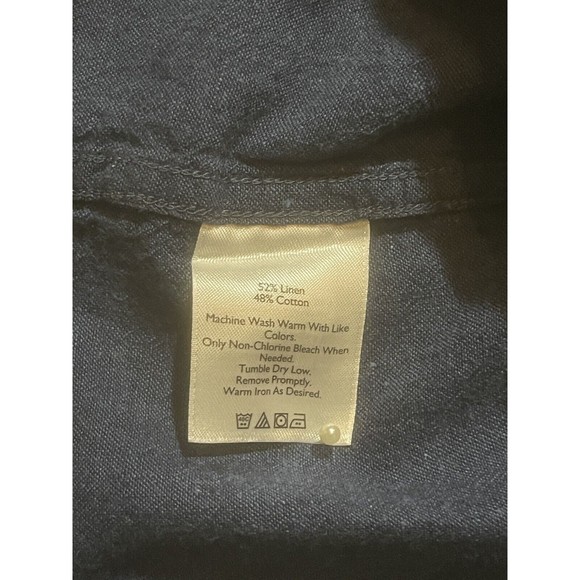 52% Linen
48% Cotton
Machine Wash Warm With Like
Colors.
Only Non-Chlorine Bleach When
Needed.
Tumble Dry Low.
Remove Promptly.
Warm Iron As Desired.
40C